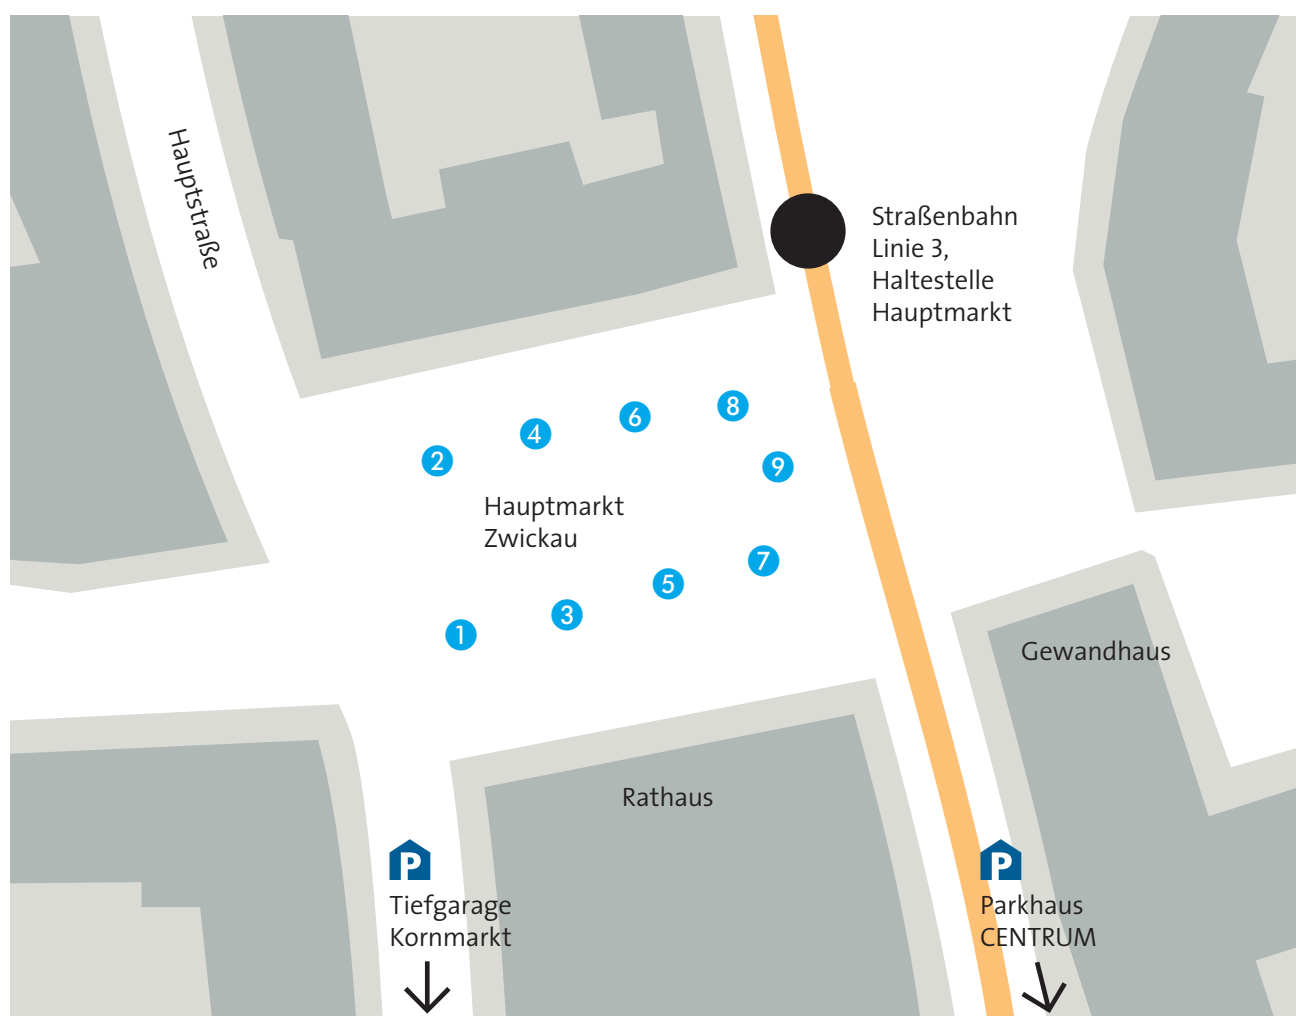 Hauptstraße
Straßenbahn
Linie 3,
Haltestelle
Hauptmarkt
8
6
4
2
9
Hauptmarkt
Zwickau
7
5
3
1
Gewandhaus
Rathaus
P
Tiefgarage
Kornmarkt
P
Parkhaus
CENTRUM